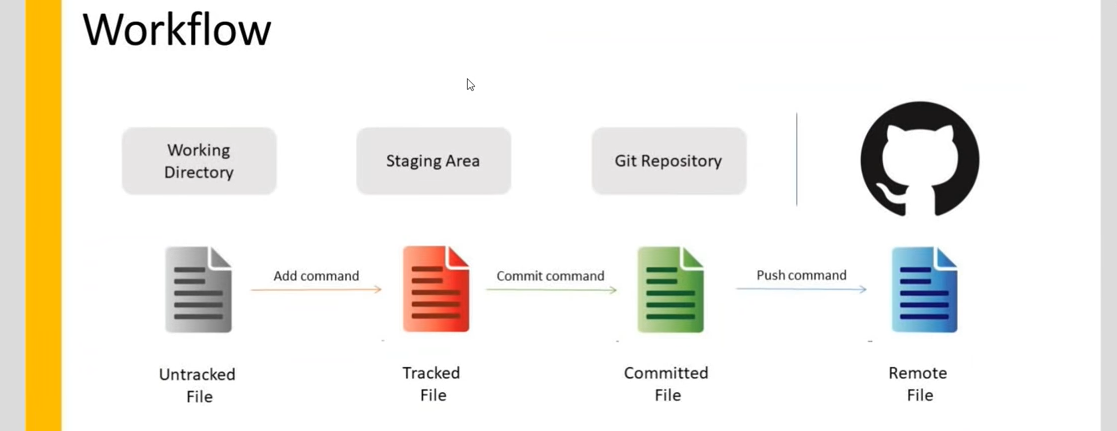 Workflow
Working
Directory
Staging Area
Git Repository
Add command
Commit command
Push command
Untracked
File
Tracked
File
Committed
File
Remote
File